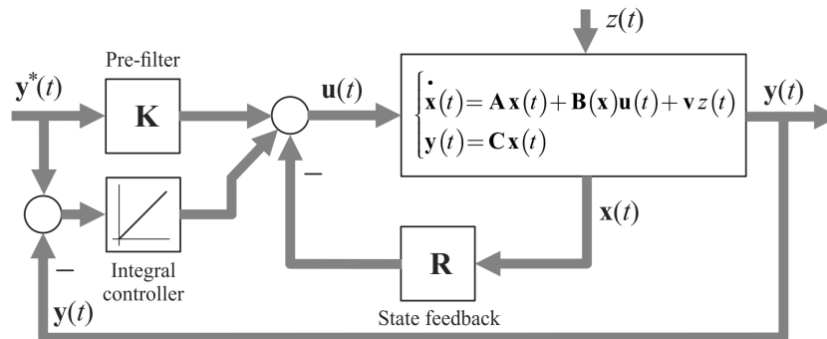 z(t)
Pre-filter
y*(t)
K
u(t)
ẋ(t) = A x(t) + B(x) u(t) + v z(t)
y(t) = C x(t)
y(t)
−
x(t)
R
State feedback
−
Integral
controller
y(t)